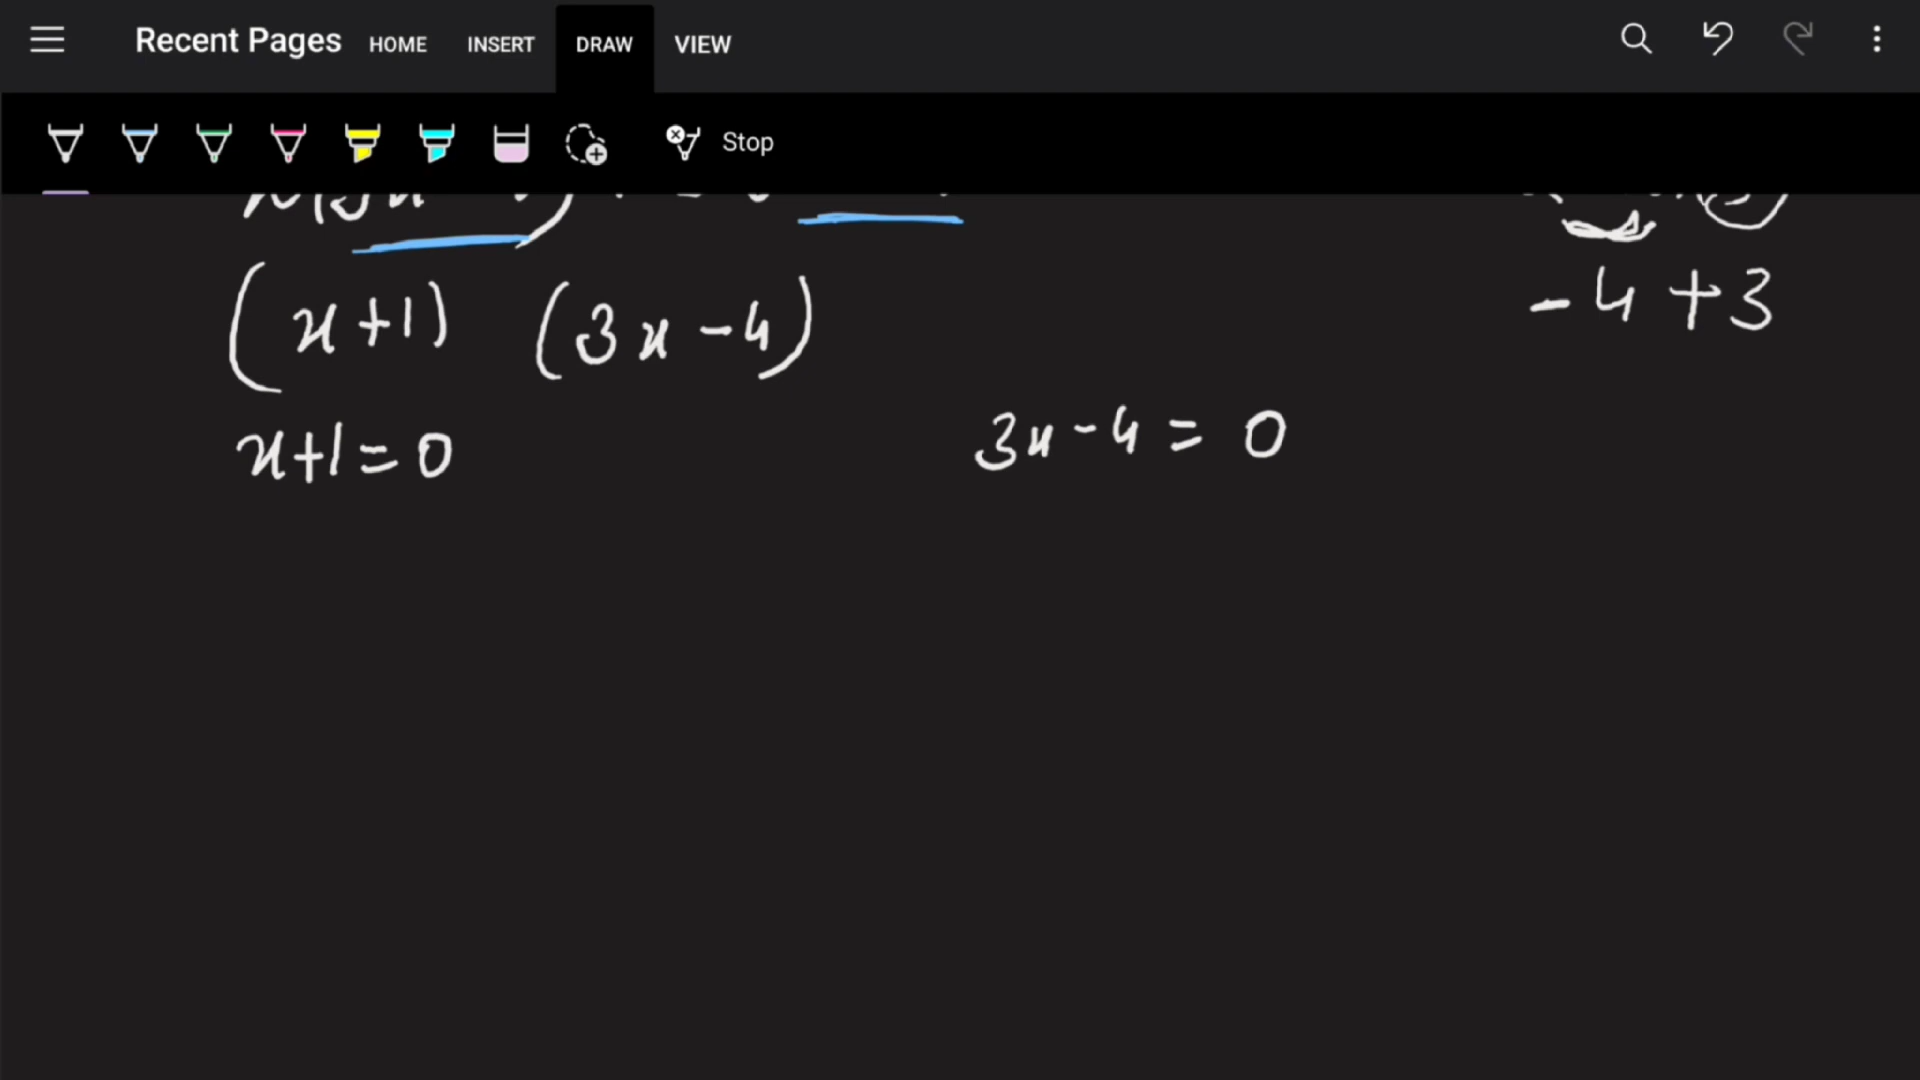 Recent Pages HOME INSERT DRAW VIEW
Stop
(x+1) (3x-4)
-4+3
x+1=0
3x-4=0